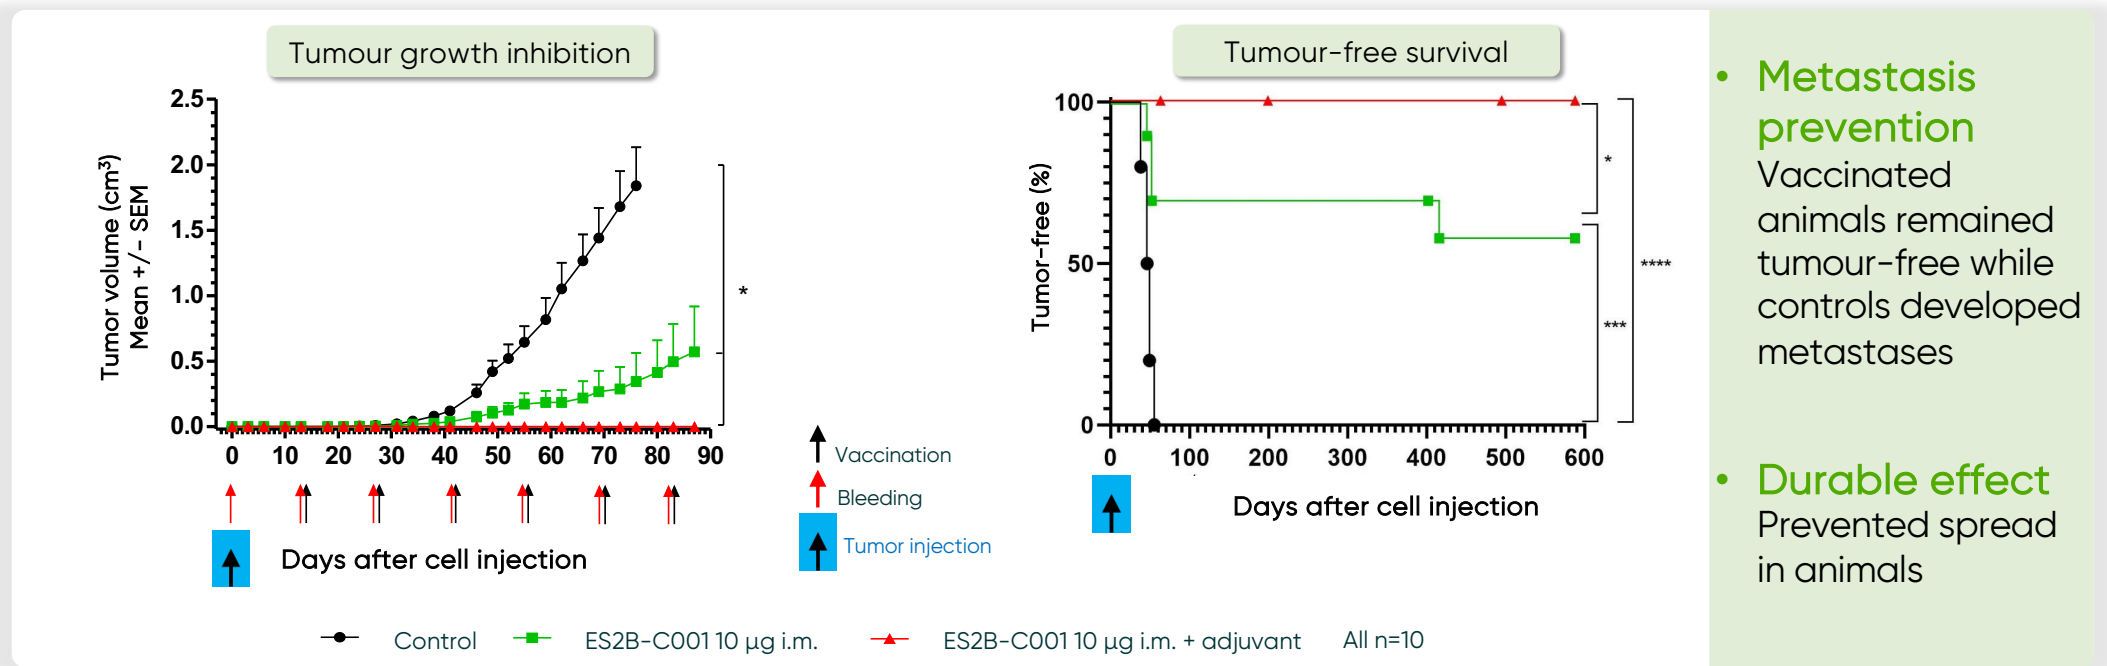 Tumour growth inhibition
2.5
2.0
1.5
1.0
0.5
0.0
Tumor volume (cm³)
Mean +/- SEM
*
0 10 20 30 40 50 60 70 80 90
Days after cell injection
Vaccination
Bleeding
Tumor injection
Tumour-free survival
100
50
0
Tumor-free (%)
*
***
****
0 100 200 300 400 500 600
Days after cell injection
Control ES2B-C001 10 µg i.m. ES2B-C001 10 µg i.m. + adjuvant All n=10
• Metastasis
prevention
Vaccinated
animals remained
tumour-free while
controls developed
metastases
• Durable effect
Prevented spread
in animals